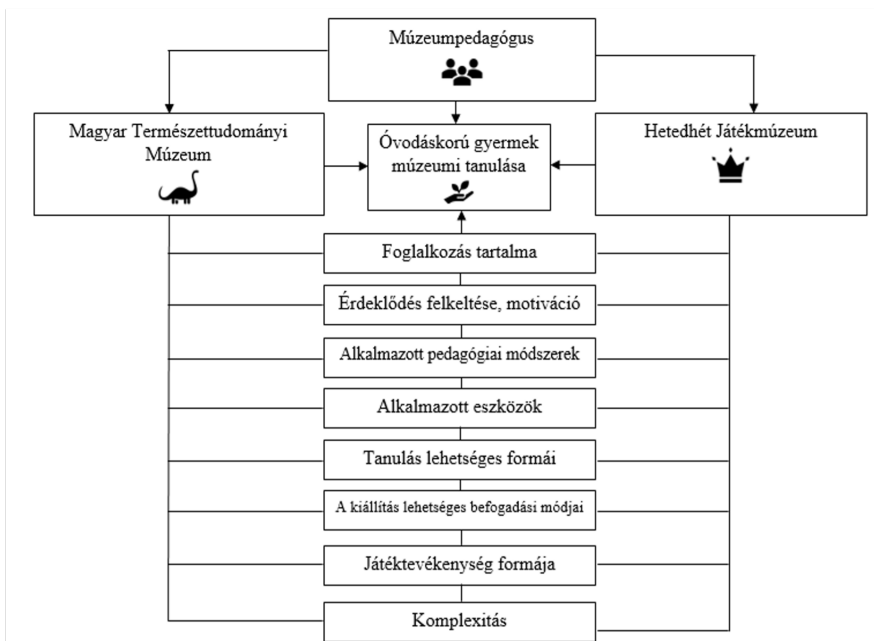 Múzeumpedagógus
Magyar Természettudományi
Múzeum
Óvodáskorú gyermek
múzeumi tanulása
Hetedhét Játékmúzeum
Foglalkozás tartalma
Érdeklődés felkeltése, motiváció
Alkalmazott pedagógiai módszerek
Alkalmazott eszközök
Tanulás lehetséges formái
A kiállítás lehetséges befogadási módjai
Játéktevékenység formája
Komplexitás